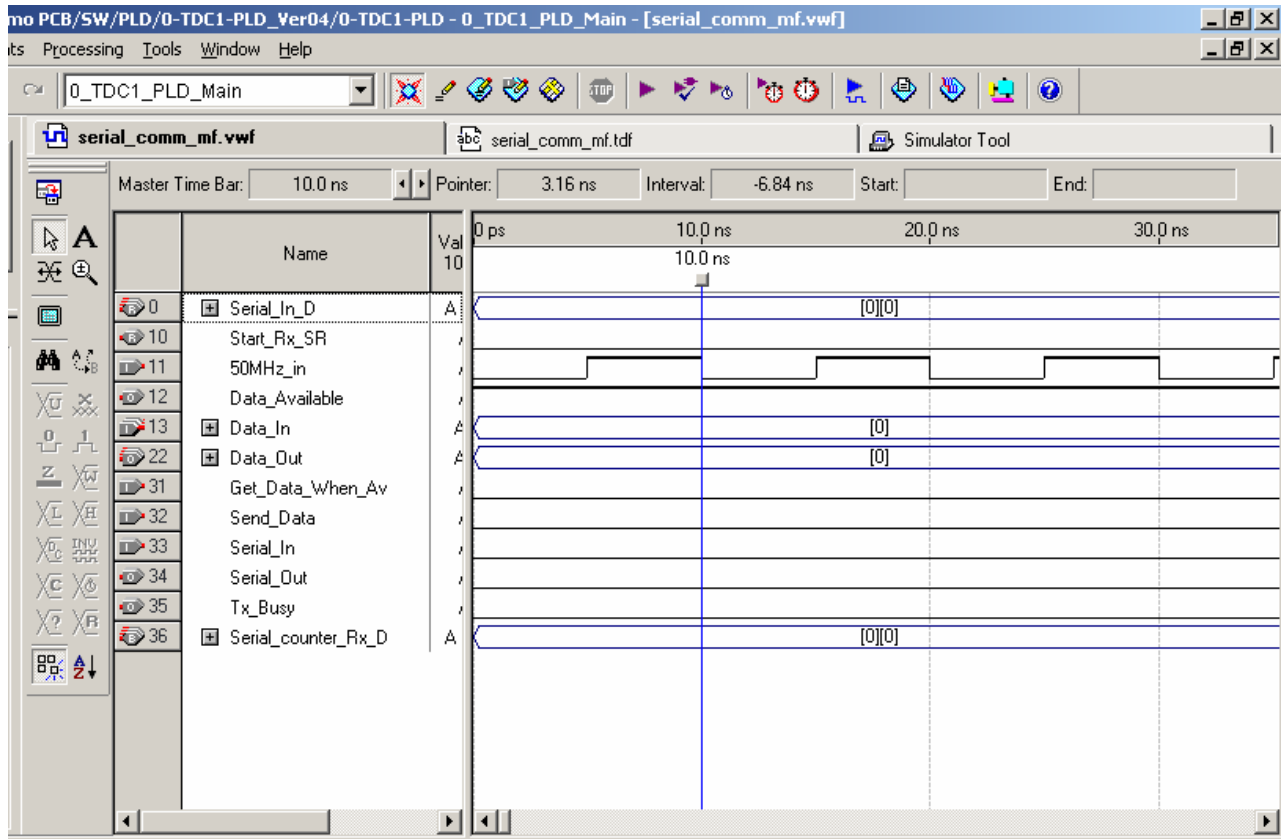 mo PCB/SW/PLD/0-TDC1-PLD_Ver04/0-TDC1-PLD - 0_TDC1_PLD_Main - [serial_comm_mf.vwf]
ts Processing Tools Window Help
0_TDC1_PLD_Main STOP
serial_comm_mf.vwf abc serial_comm_mf.tdf Simulator Tool
Master Time Bar: 10.0 ns Pointer: 3.16 ns Interval: -6.84 ns Start: End:
Name Val 10
0 ps 10.0 ns 20.0 ns 30.0 ns
10.0 ns
0 Serial_In_D A [0][0]
10 Start_Rx_SR
11 50MHz_in
12 Data_Available
13 Data_In A [0]
22 Data_Out A [0]
31 Get_Data_When_Av
32 Send_Data
33 Serial_In
34 Serial_Out
35 Tx_Busy
36 Serial_counter_Rx_D A [0][0]